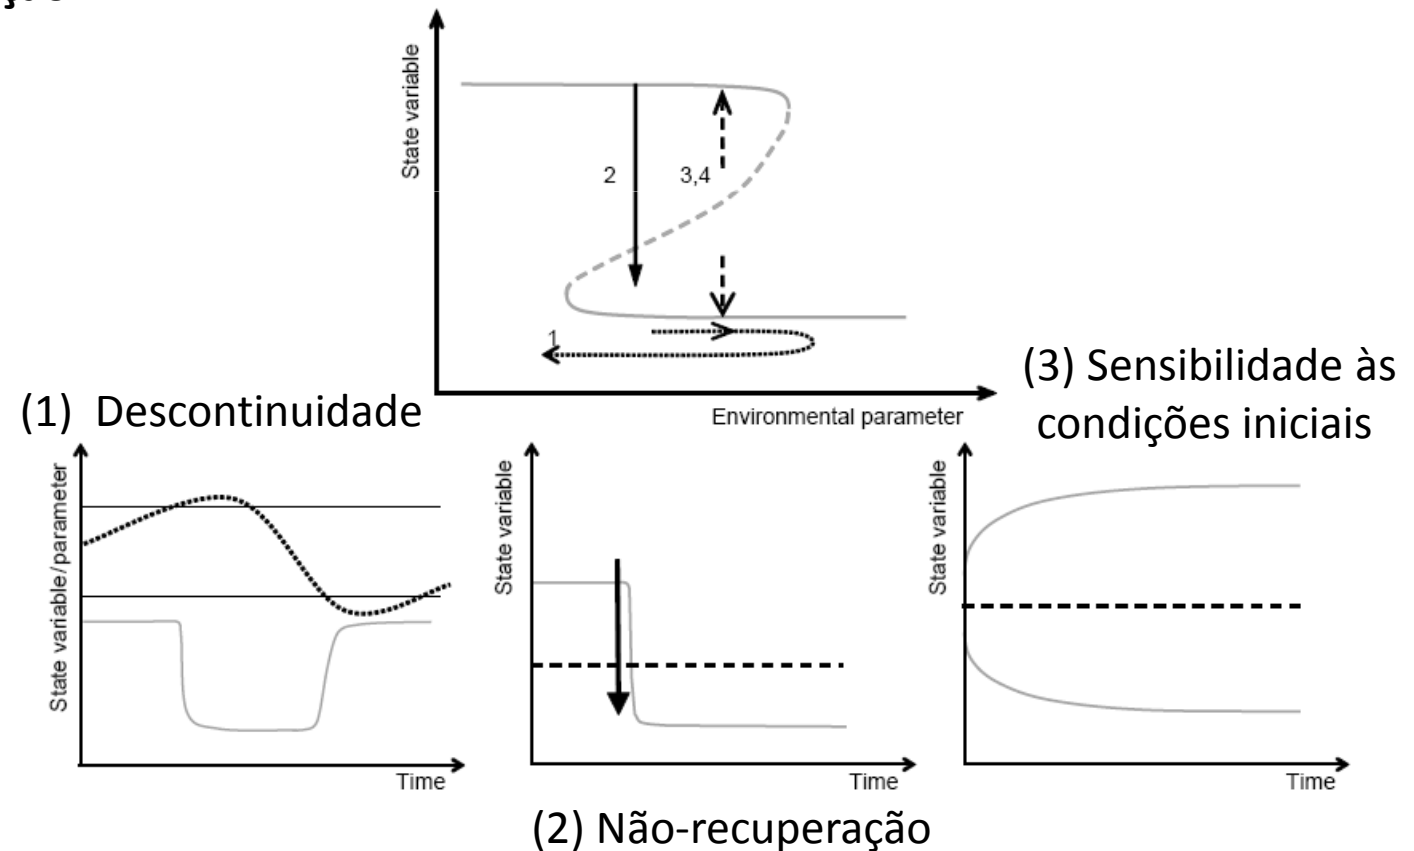 State variable
2
3,4
1
Environmental parameter
(1) Descontinuidade
(3) Sensibilidade às
condições iniciais
State variable/parameter
Time
State variable
Time
State variable
Time
(2) Não-recuperação